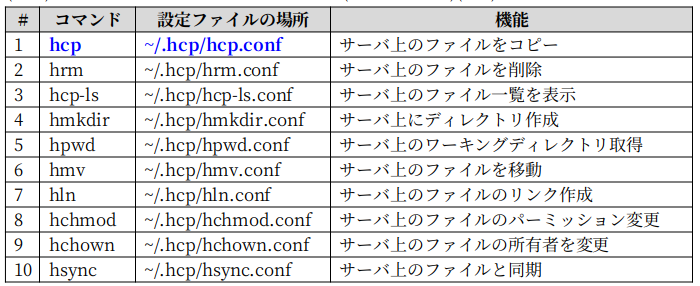 # コマンド 設定ファイルの場所 機能
1 hcp ~/.hcp/hcp.conf サーバ上のファイルをコピー
2 hrm ~/.hcp/hrm.conf サーバ上のファイルを削除
3 hcp-ls ~/.hcp/hcp-ls.conf サーバ上のファイル一覧を表示
4 hmkdir ~/.hcp/hmkdir.conf サーバ上にディレクトリ作成
5 hpwd ~/.hcp/hpwd.conf サーバ上のワーキングディレクトリ取得
6 hmv ~/.hcp/hmv.conf サーバ上のファイルを移動
7 hln ~/.hcp/hln.conf サーバ上のファイルのリンク作成
8 hchmod ~/.hcp/hchmod.conf サーバ上のファイルのパーミッション変更
9 hchown ~/.hcp/hchown.conf サーバ上のファイルの所有者を変更
10 hsync ~/.hcp/hsync.conf サーバ上のファイルと同期